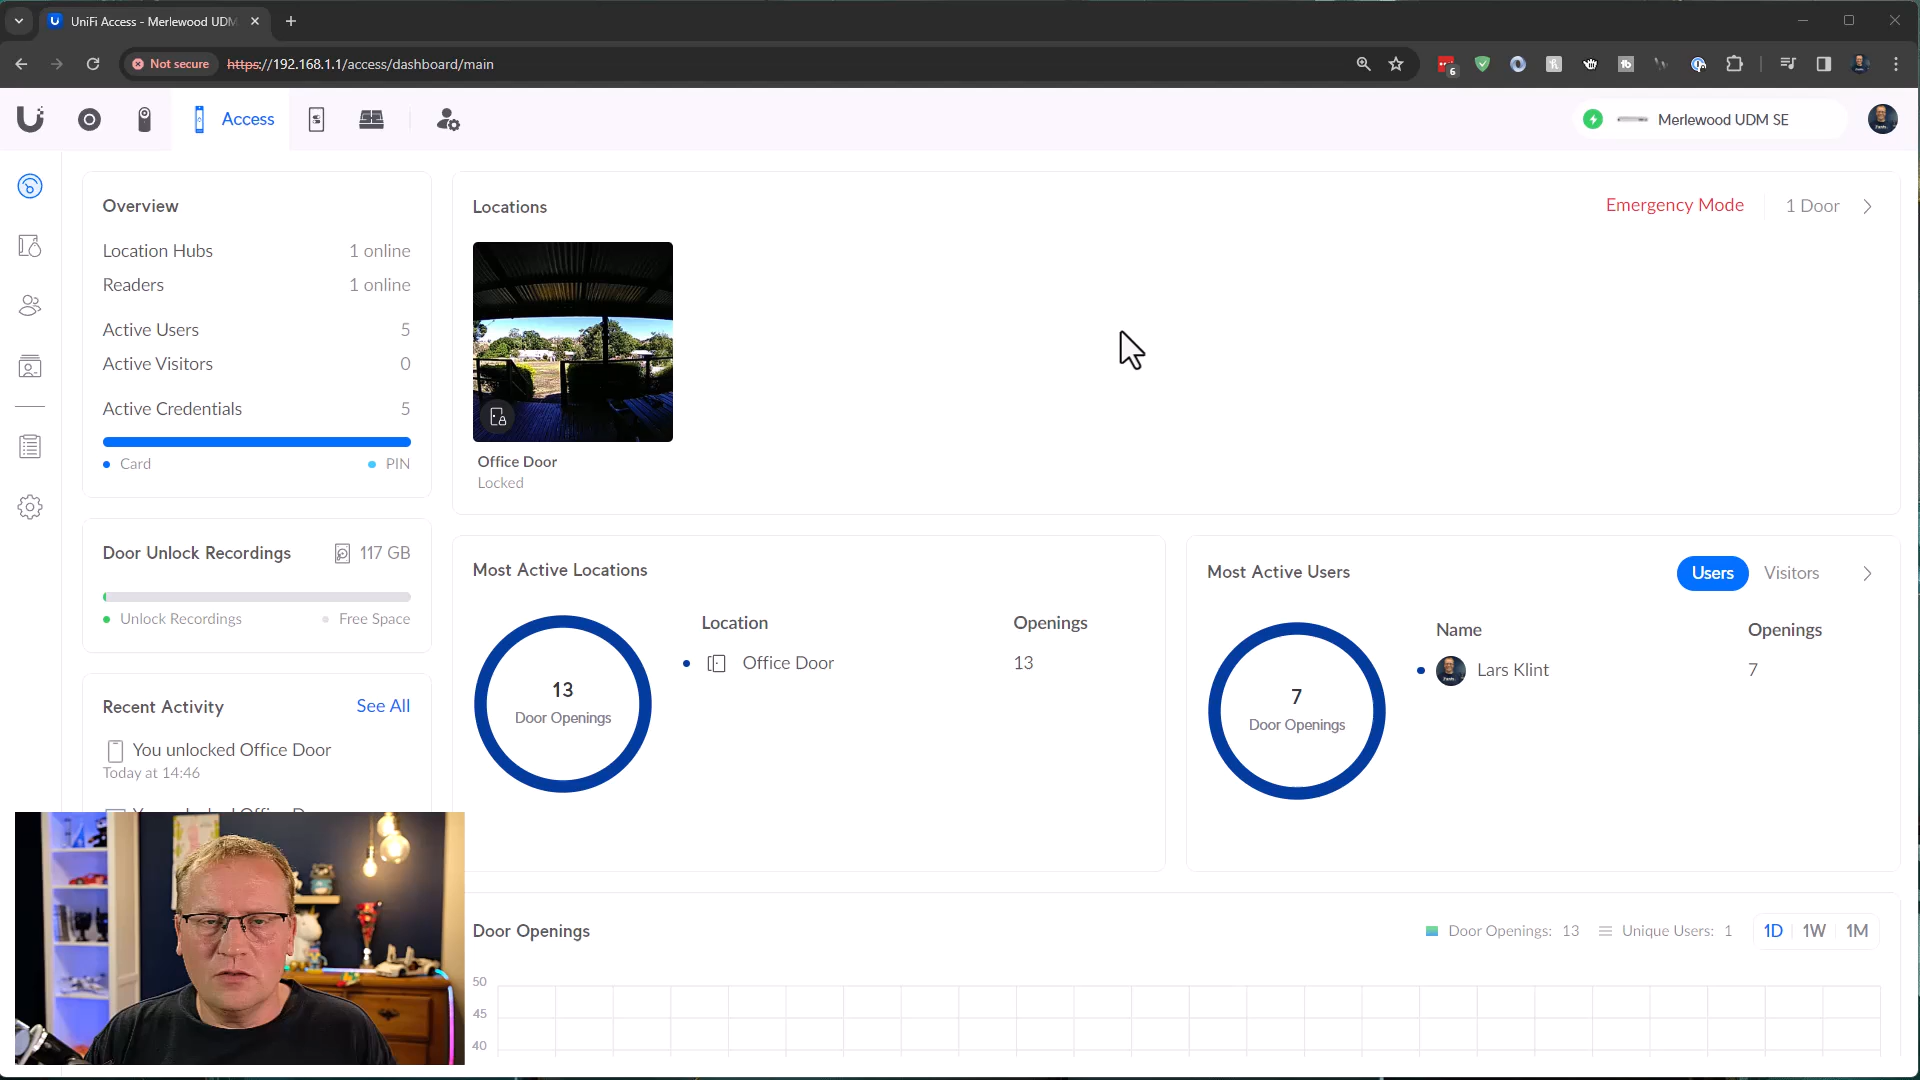 UniFi Access - Merlewood UDM
Not secure
https://192.168.1.1/access/dashboard/main
6
Access
Merlewood UDM SE
Overview
Location Hubs 1 online
Readers 1 online
Active Users 5
Active Visitors 0
Active Credentials 5
Card PIN
Locations
Emergency Mode 1 Door
Office Door
Locked
Door Unlock Recordings 117 GB
Unlock Recordings Free Space
Most Active Locations
Location Openings
Office Door 13
13
Door Openings
Most Active Users
Users Visitors
Name Openings
Lars Klint 7
7
Door Openings
Recent Activity See All
You unlocked Office Door
Today at 14:46
Door Openings
Door Openings: 13 Unique Users: 1 1D 1W 1M
50
45
40